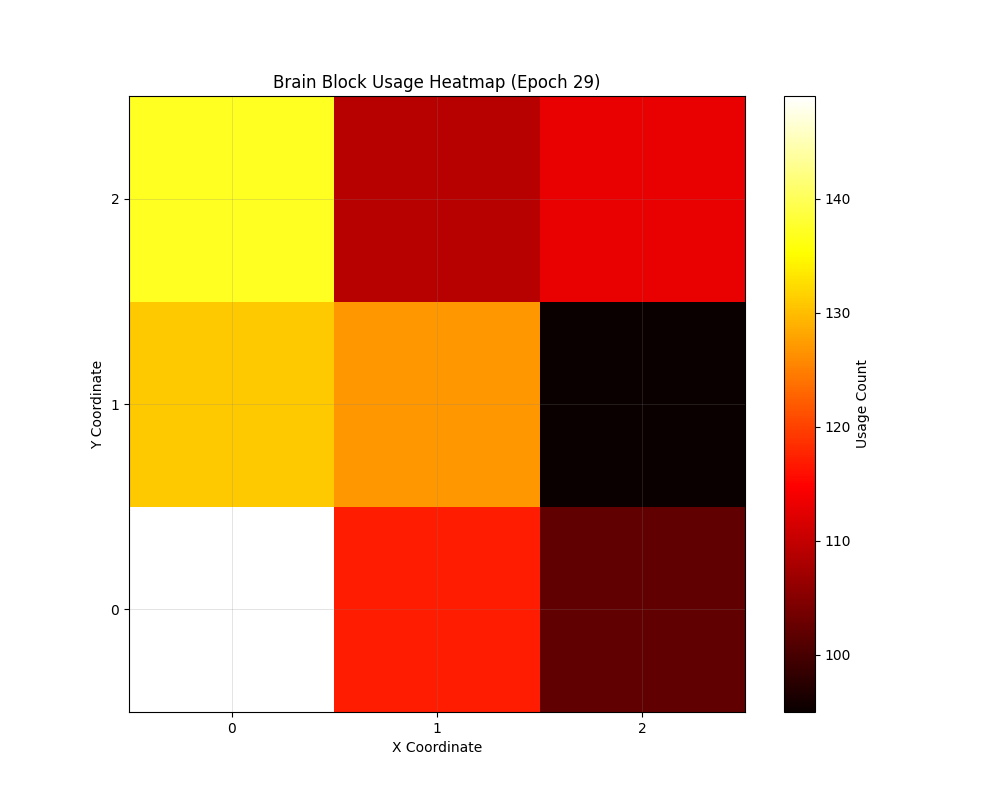 Brain Block Usage Heatmap (Epoch 29)
2
1
0
Y Coordinate
0 1 2
X Coordinate
140
130
120
110
100
Usage Count